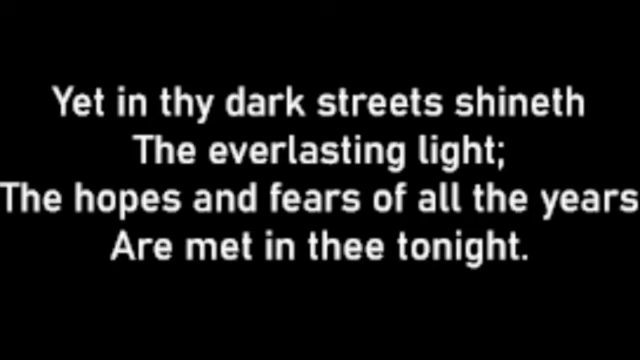 Yet in thy dark streets shineth
The everlasting light;
The hopes and fears of all the years
Are met in thee tonight.